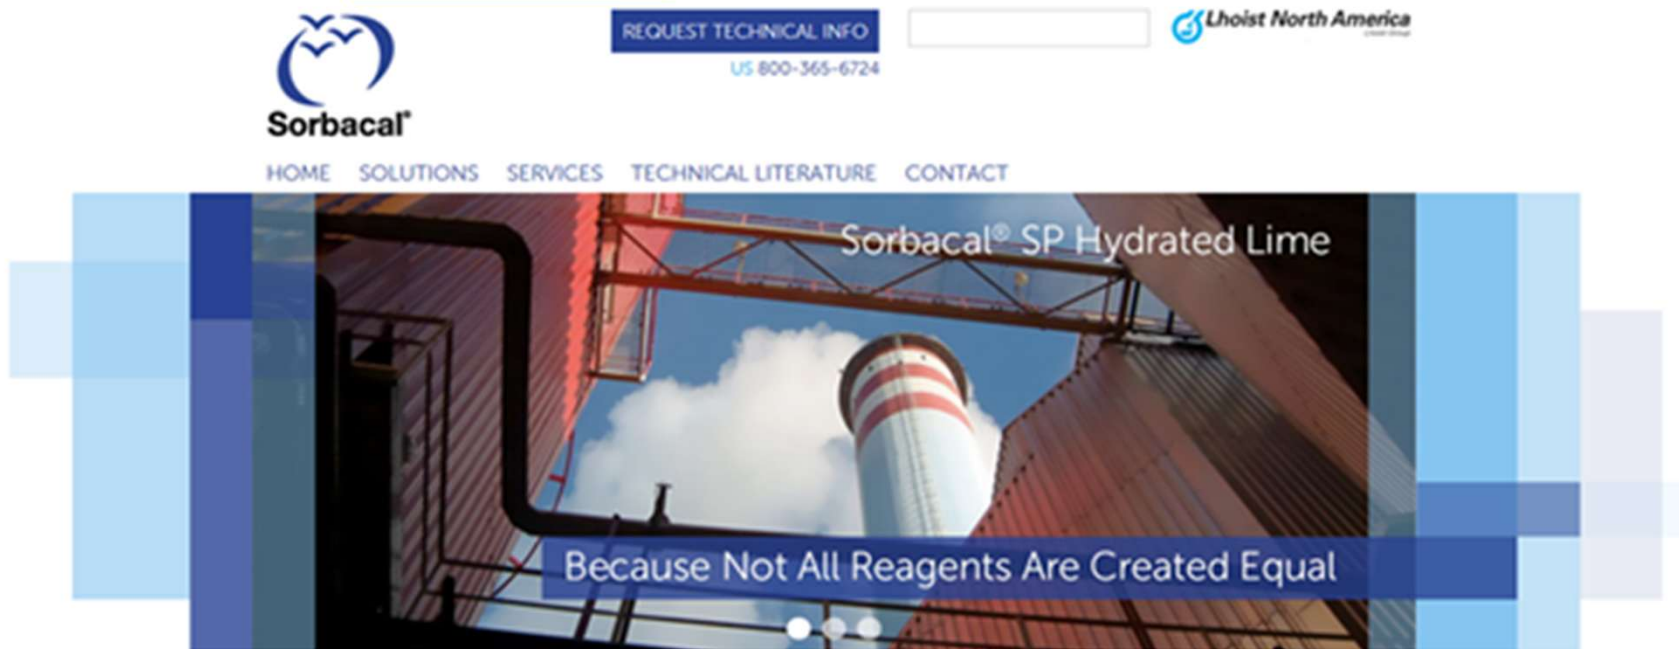 Sorbacal®
REQUEST TECHNICAL INFO
US 800-365-6724
Lhoist North America
HOME SOLUTIONS SERVICES TECHNICAL LITERATURE CONTACT
Sorbacal® SP Hydrated Lime
Because Not All Reagents Are Created Equal